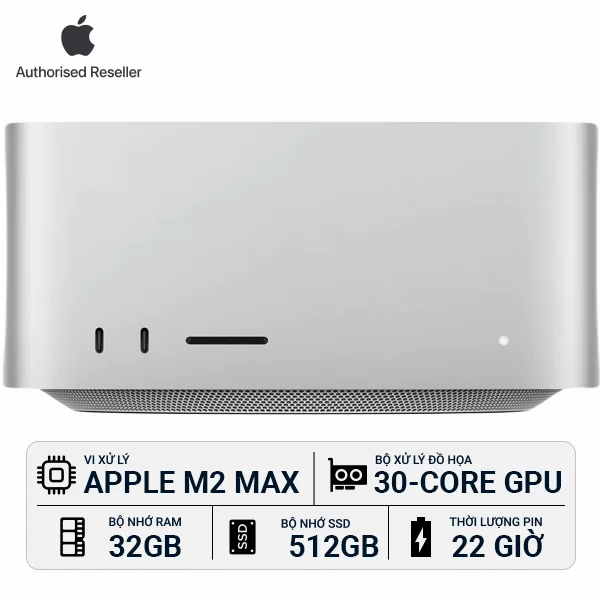 Authorised Reseller
VI XỬ LÝ
APPLE M2 MAX
BỘ XỬ LÝ ĐỒ HỌA
30-CORE GPU
BỘ NHỚ RAM
32GB
SSD
BỘ NHỚ SSD
512GB
THỜI LƯỢNG PIN
22 GIỜ